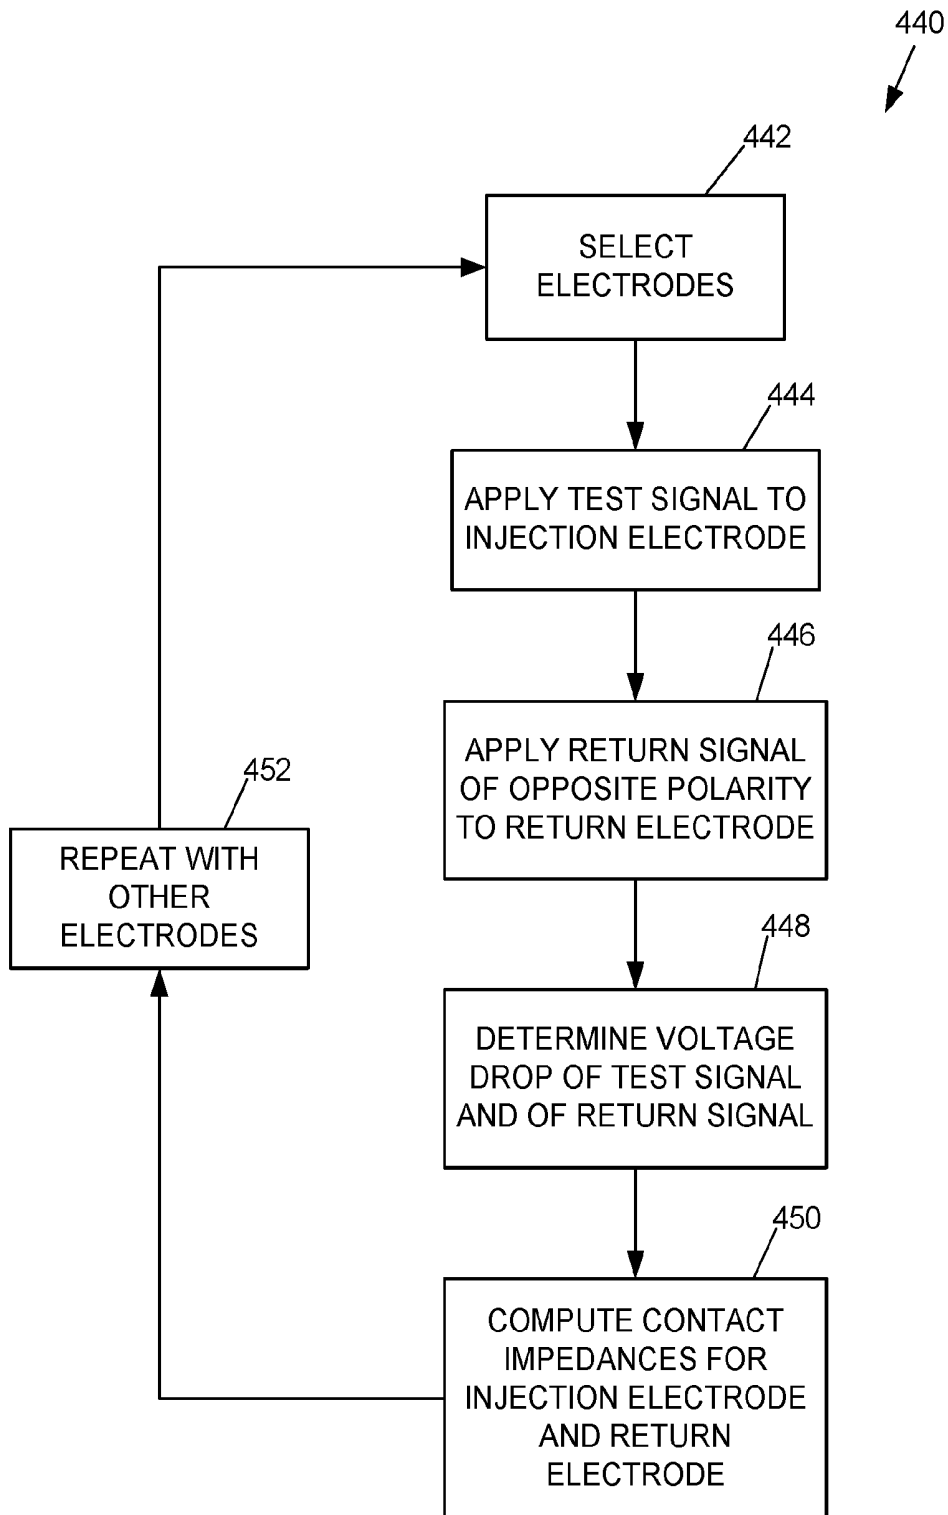 440
442
SELECT
ELECTRODES
444
APPLY TEST SIGNAL TO
INJECTION ELECTRODE
446
APPLY RETURN SIGNAL
OF OPPOSITE POLARITY
TO RETURN ELECTRODE
452
REPEAT WITH
OTHER
ELECTRODES
448
DETERMINE VOLTAGE
DROP OF TEST SIGNAL
AND OF RETURN SIGNAL
450
COMPUTE CONTACT
IMPEDANCES FOR
INJECTION ELECTRODE
AND RETURN
ELECTRODE